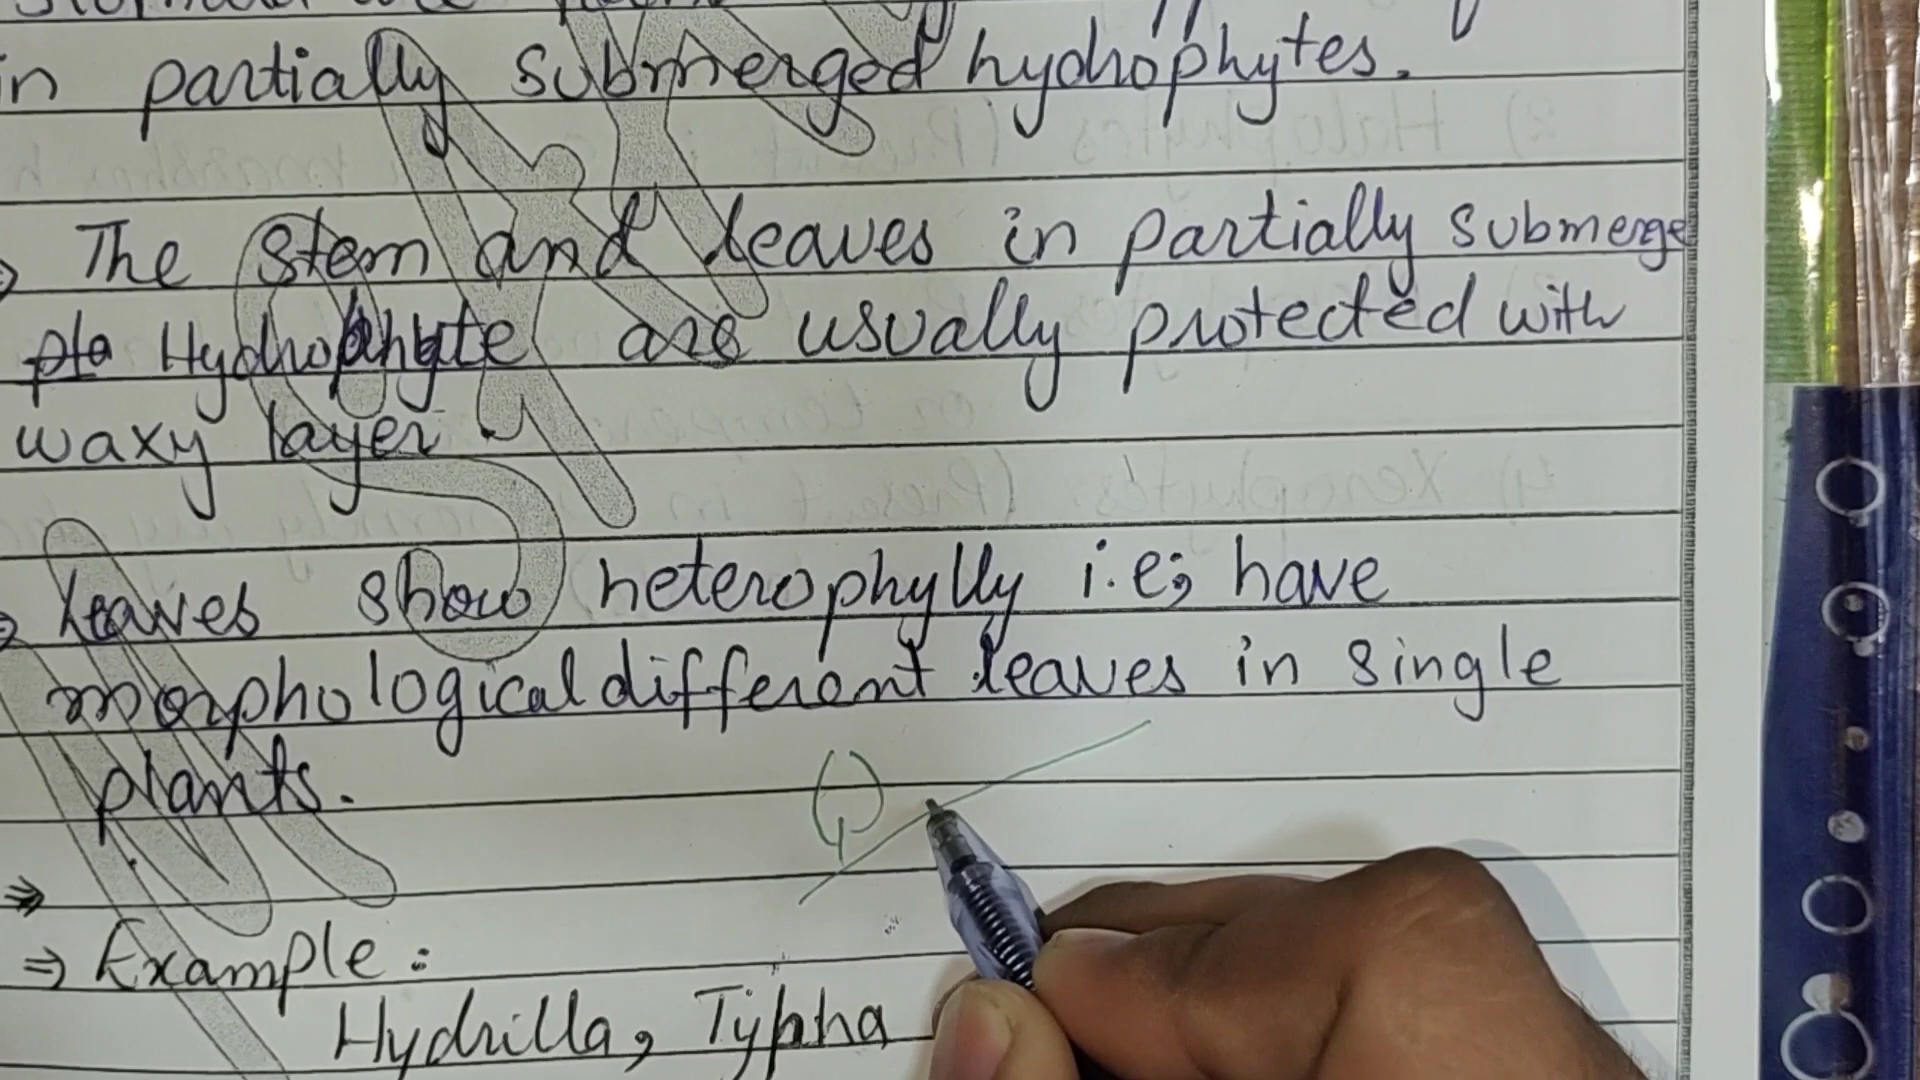 in partially submerged hydrophytes.
The stem and leaves in partially submerge
Hydrophyte are usually protected with
waxy layer.
Leaves show heterophylly i.e; have
morphological different leaves in single
plants.
⇒
⇒ Example:
Hydrilla, Typha